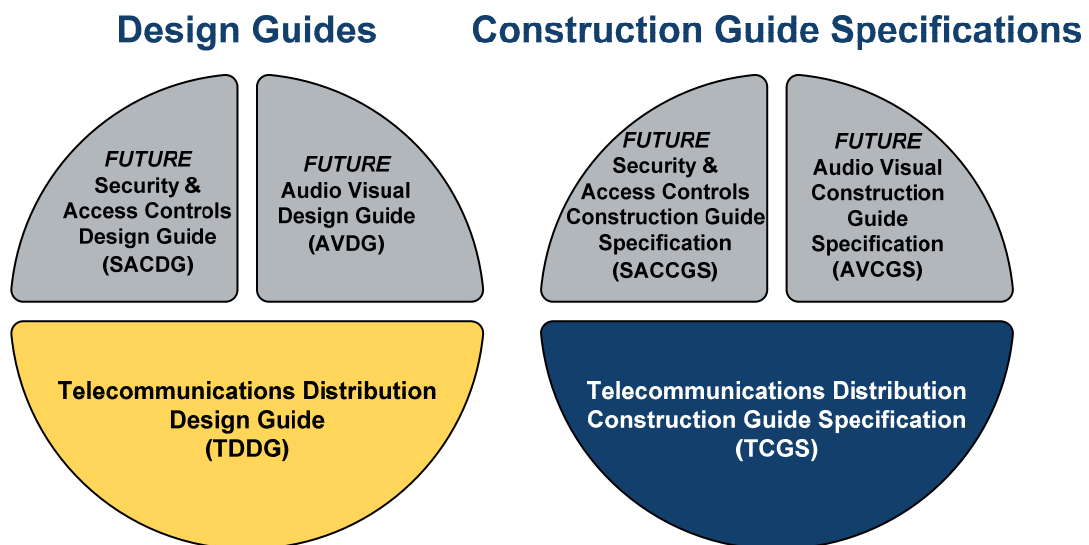 Design Guides
Construction Guide Specifications
FUTURE
Security &
Access Controls
Design Guide
(SACDG)
FUTURE
Audio Visual
Design Guide
(AVDG)
FUTURE
Security &
Access Controls
Construction Guide
Specification
(SACCGS)
FUTURE
Audio Visual
Construction
Guide
Specification
(AVCGS)
Telecommunications Distribution
Design Guide
(TDDG)
Telecommunications Distribution
Construction Guide Specification
(TCGS)